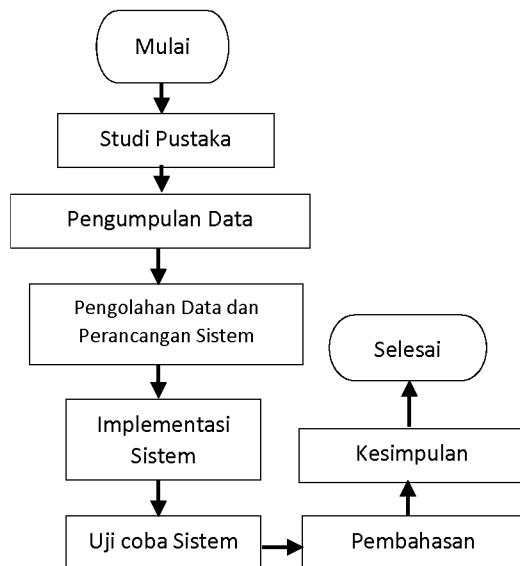 Mulai
Studi Pustaka
Pengumpulan Data
Pengolahan Data dan
Perancangan Sistem
Implementasi
Sistem
Uji coba Sistem
Pembahasan
Kesimpulan
Selesai